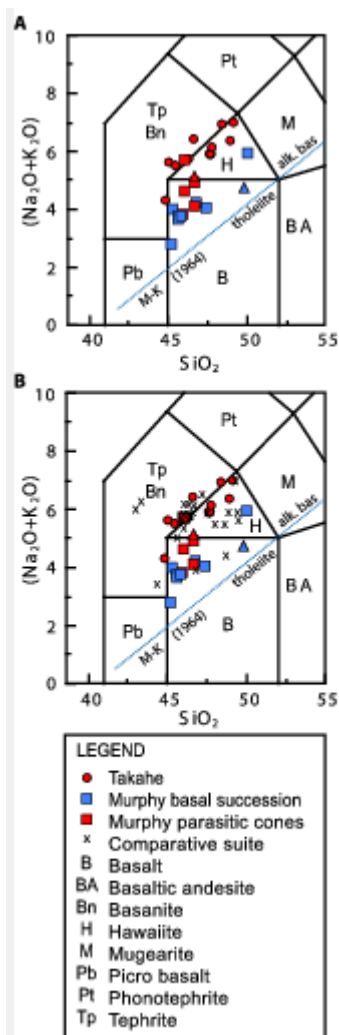 A
10
8
6
4
2
0
(Na₂O+K₂O)
Pt
Tp
Bn
M
H
alk. bas
tholeiite
BA
Pb
M-K (1964)
B
40 45 50 55
SiO₂
B
10
8
6
4
2
0
(Na₂O+K₂O)
Pt
Tp
Bn
M
H
alk. bas
tholeiite
BA
Pb
M-K (1964)
B
40 45 50 55
SiO₂
LEGEND
Takahe
Murphy basal succession
Murphy parasitic cones
x Comparative suite
B Basalt
BA Basaltic andesite
Bn Basanite
H Hawaiite
M Mugearite
Pb Picro basalt
Pt Phonotephrite
Tp Tephrite